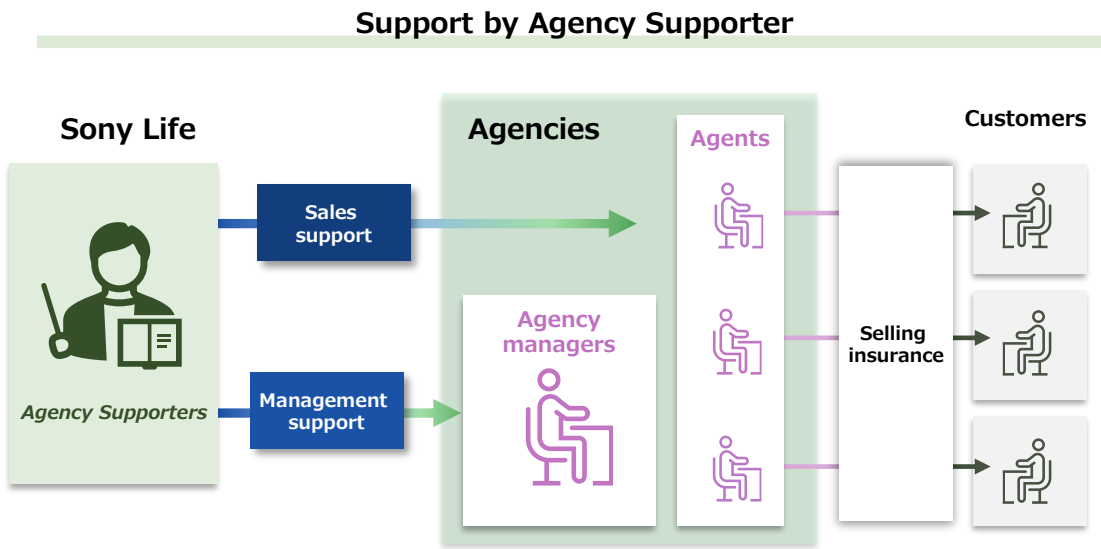 Support by Agency Supporter
Sony Life
Agency Supporters
Sales
support
Management
support
Agencies
Agency
managers
Agents
Selling
insurance
Customers